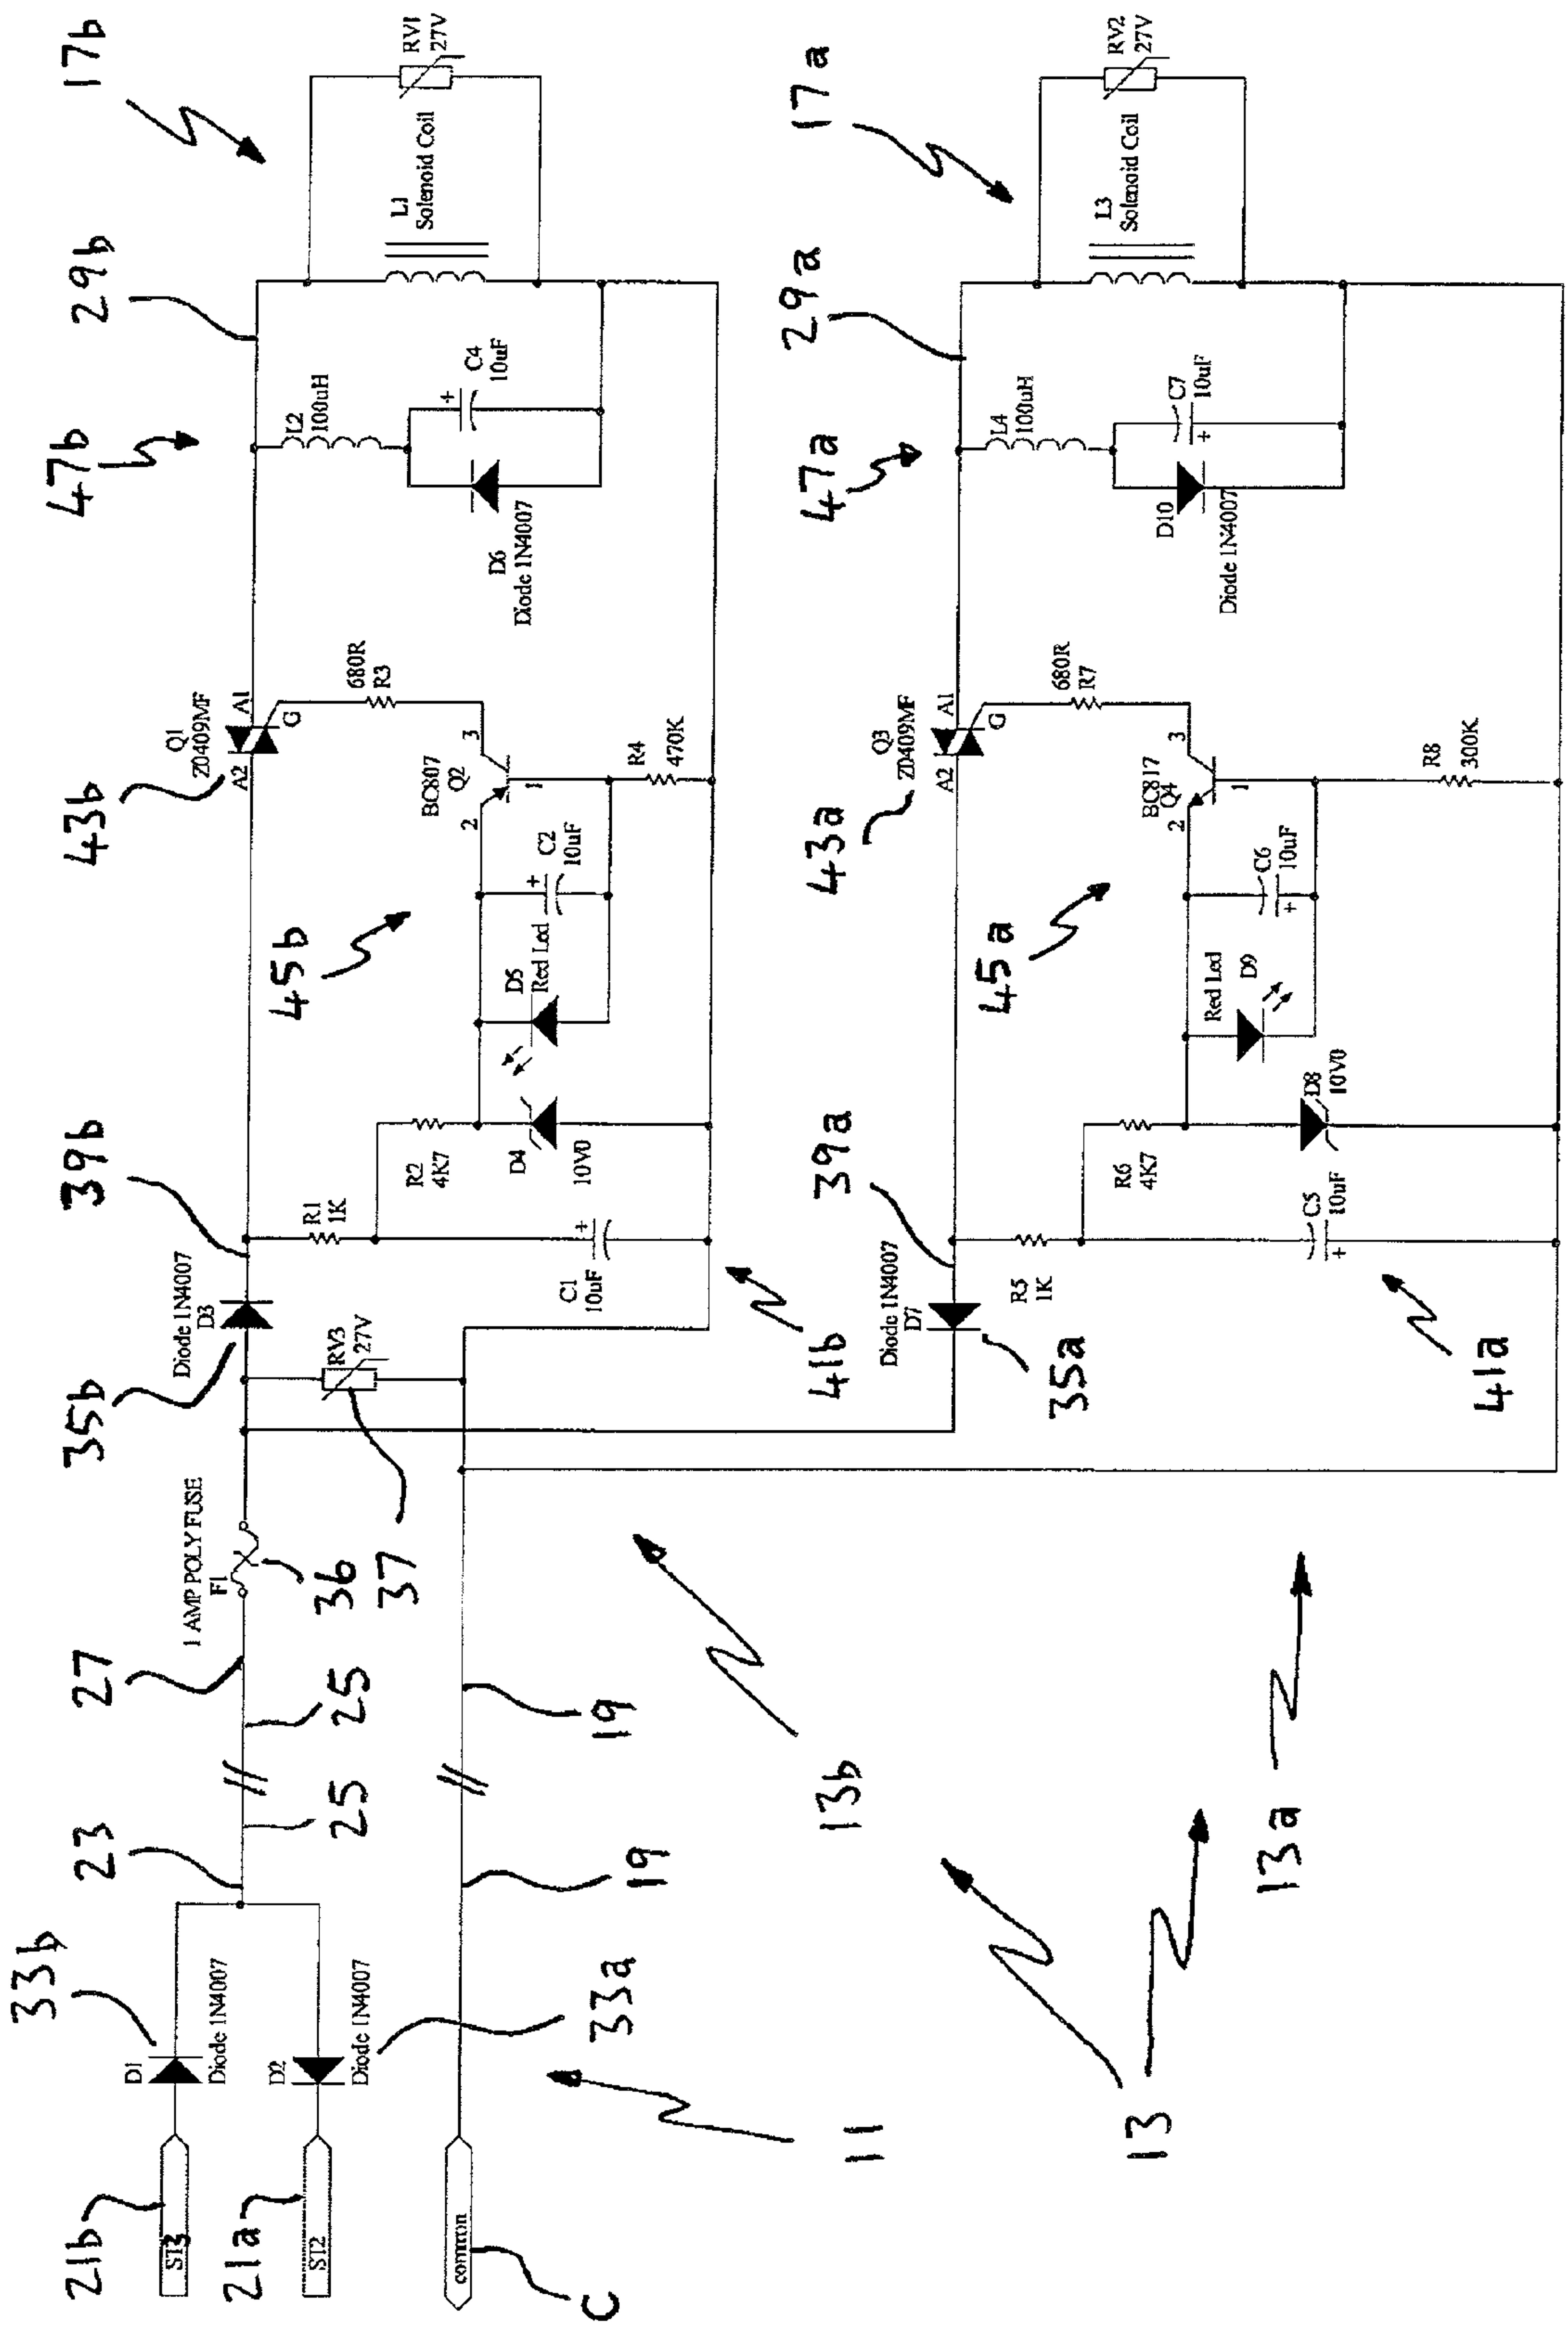 21b
ST3
21a
ST2
common
C
D1
Diode 1N4007
33b
D2
Diode 1N4007
33a
11
23
25
25
27
19
19
1 AMP POLY FUSE
F1
36
37
RV3
27V
13b
13
13a
35b
Diode 1N4007
D3
39b
R1
1K
C1
10uF
41b
R2
4K7
D4
10V0
D5
Red Led
C2
10uF
45b
BC807
Q2
2
1
3
R4
470K
680R
R3
43b
Q1
Z0409MF
A2
A1
G
47b
L2
100uH
C4
10uF
D6
Diode 1N4007
29b
L1
Solenoid Coil
17b
RV1
27V
Diode 1N4007
D7
35a
39a
R5
1K
C5
10uF
41a
R6
4K7
D8
10V0
Red Led
D9
C6
10uF
45a
BC817
Q4
2
1
3
R8
300K
680R
R7
43a
Q3
Z0409MF
A2
A1
G
47a
L4
100uH
C7
10uF
D10
Diode 1N4007
29a
L3
Solenoid Coil
17a
RV2
27V